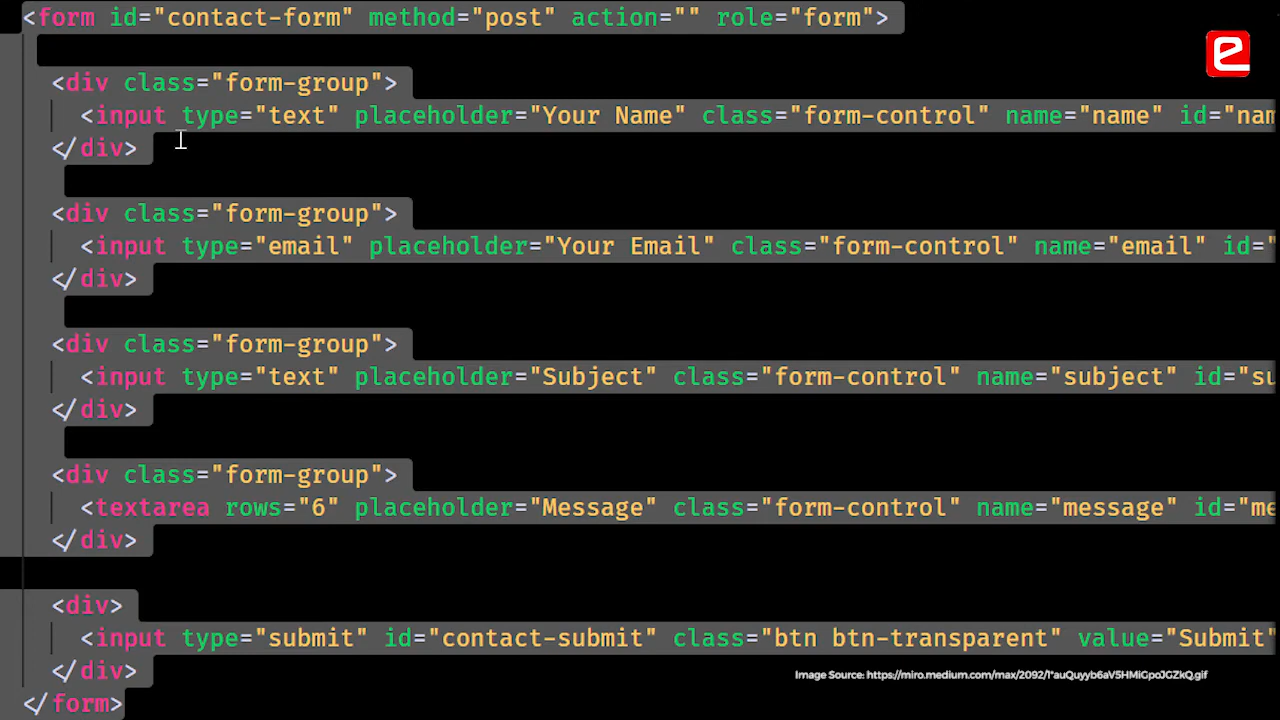 <form id="contact-form" method="post" action="" role="form">
e
<div class="form-group">
<input type="text" placeholder="Your Name" class="form-control" name="name" id="nam
</div>
<div class="form-group">
<input type="email" placeholder="Your Email" class="form-control" name="email" id="
</div>
<div class="form-group">
<input type="text" placeholder="Subject" class="form-control" name="subject" id="su
</div>
<div class="form-group">
<textarea rows="6" placeholder="Message" class="form-control" name="message" id="me
</div>
<div>
<input type="submit" id="contact-submit" class="btn btn-transparent" value="Submit"
</div>
Image Source: https://miro.medium.com/max/2092/1*auQuyyb6aV5HMiGpoJGZkQ.gif
</form>